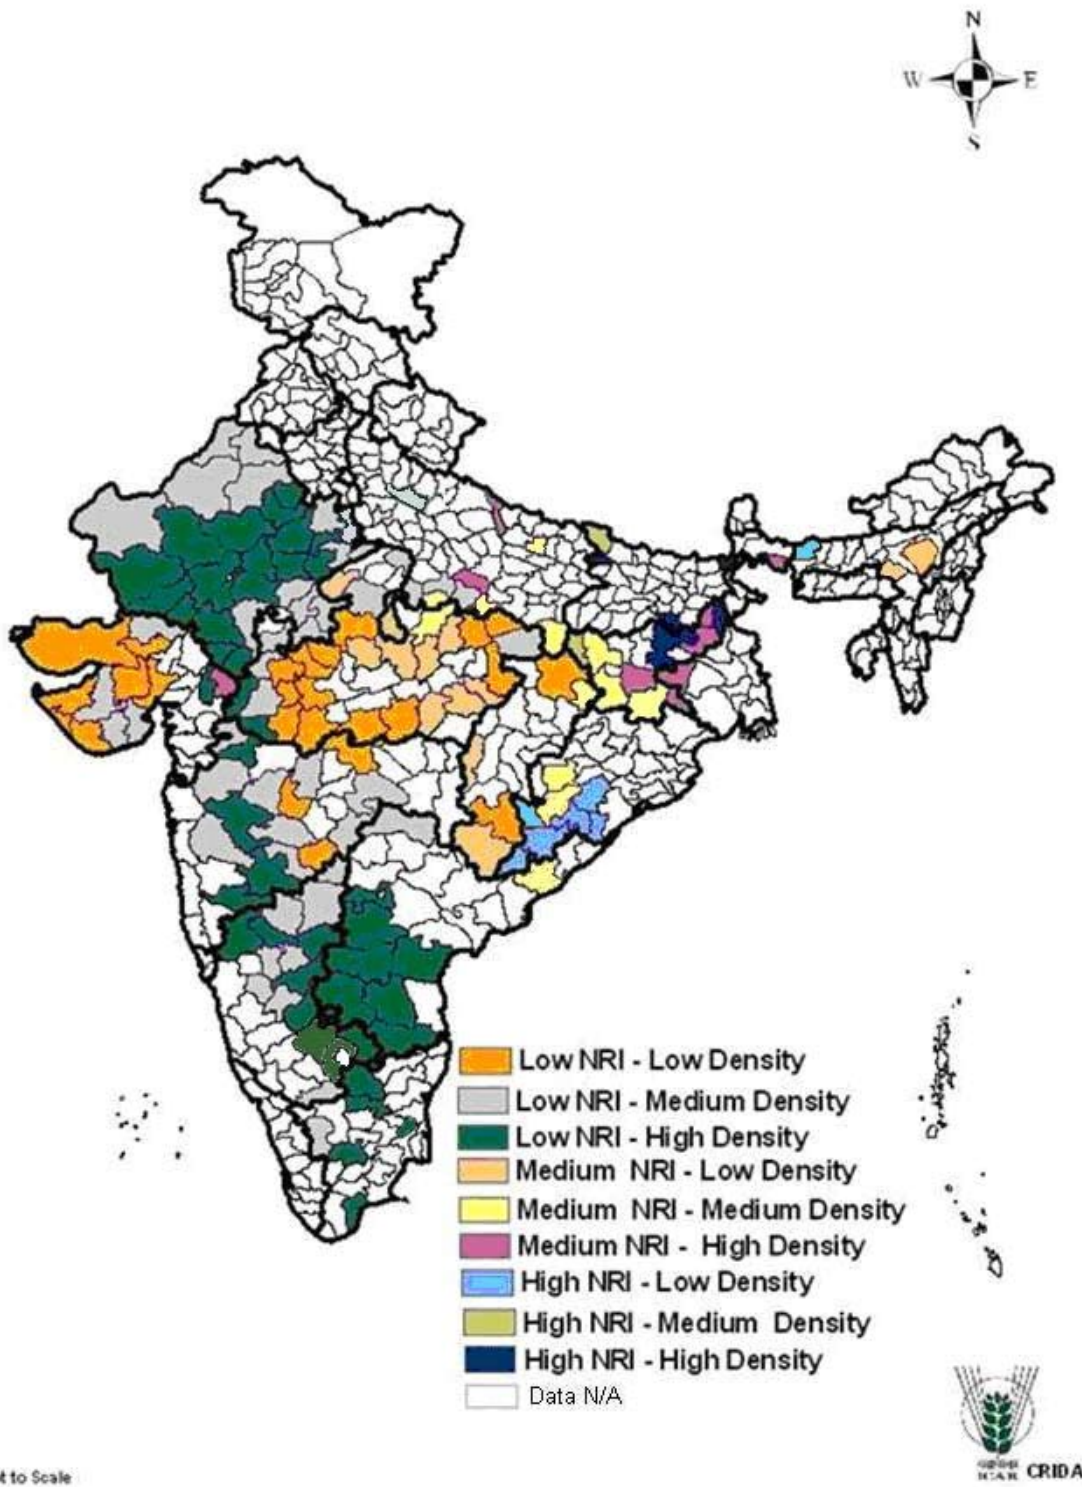 N
W E
S
Low NRI - Low Density
Low NRI - Medium Density
Low NRI - High Density
Medium NRI - Low Density
Medium NRI - Medium Density
Medium NRI - High Density
High NRI - Low Density
High NRI - Medium Density
High NRI - High Density
Data N/A
t to Scale
ICAR CRIDA